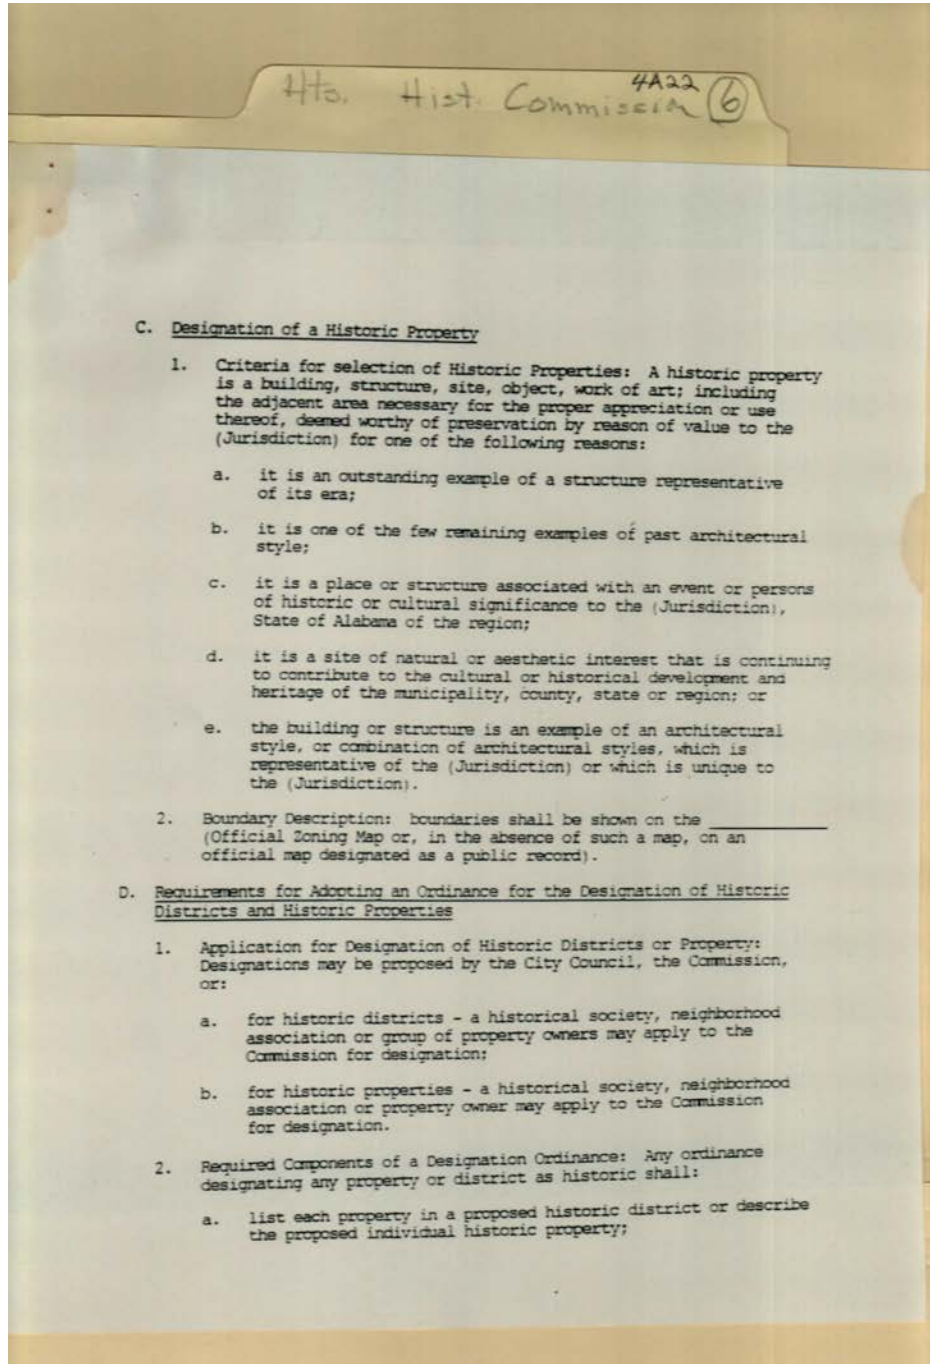 4A22
Hts. Hist. Commission 6
C. Designation of a Historic Property
1. Criteria for selection of Historic Properties: A historic property
is a building, structure, site, object, work of art; including
the adjacent area necessary for the proper appreciation or use
thereof, deemed worthy of preservation by reason of value to the
(Jurisdiction) for one of the following reasons:
a. it is an outstanding example of a structure representative
of its era;
b. it is one of the few remaining examples of past architectural
style;
c. it is a place or structure associated with an event or persons
of historic or cultural significance to the (Jurisdiction),
State of Alabama of the region;
d. it is a site of natural or aesthetic interest that is continuing
to contribute to the cultural or historical development and
heritage of the municipality, county, state or region; or
e. the building or structure is an example of an architectural
style, or combination of architectural styles, which is
representative of the (Jurisdiction) or which is unique to
the (Jurisdiction).
2. Boundary Description: boundaries shall be shown on the ___________
(Official Zoning Map or, in the absence of such a map, on an
official map designated as a public record).
D. Requirements for Adopting an Ordinance for the Designation of Historic
Districts and Historic Properties
1. Application for Designation of Historic Districts or Property:
Designations may be proposed by the City Council, the Commission,
or:
a. for historic districts - a historical society, neighborhood
association or group of property owners may apply to the
Commission for designation;
b. for historic properties - a historical society, neighborhood
association or property owner may apply to the Commission
for designation.
2. Required Components of a Designation Ordinance: Any ordinance
designating any property or district as historic shall:
a. list each property in a proposed historic district or describe
the proposed individual historic property;